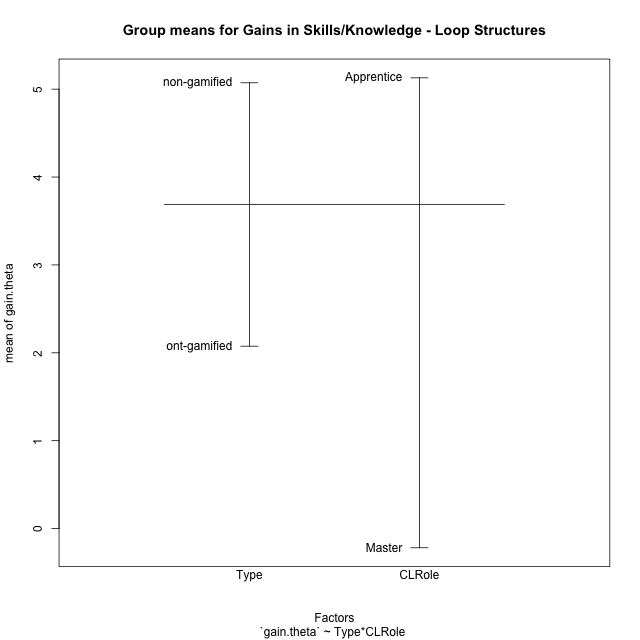 Group means for Gains in Skills/Knowledge - Loop Structures
non-gamified
Apprentice
5
4
3
2
1
0
mean of gain.theta
ont-gamified
Master
Type
CLRole
Factors
`gain.theta` ~ Type*CLRole